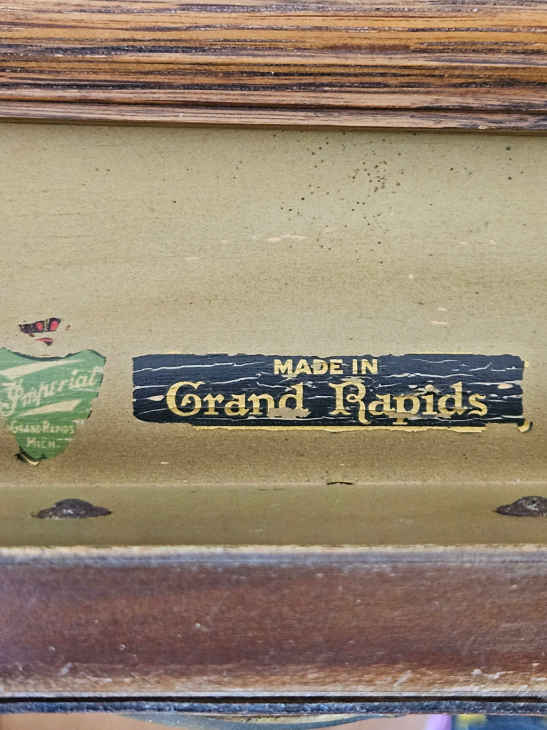 Imperial
GRAND RAPIDS
MICH
MADE IN
Grand Rapids